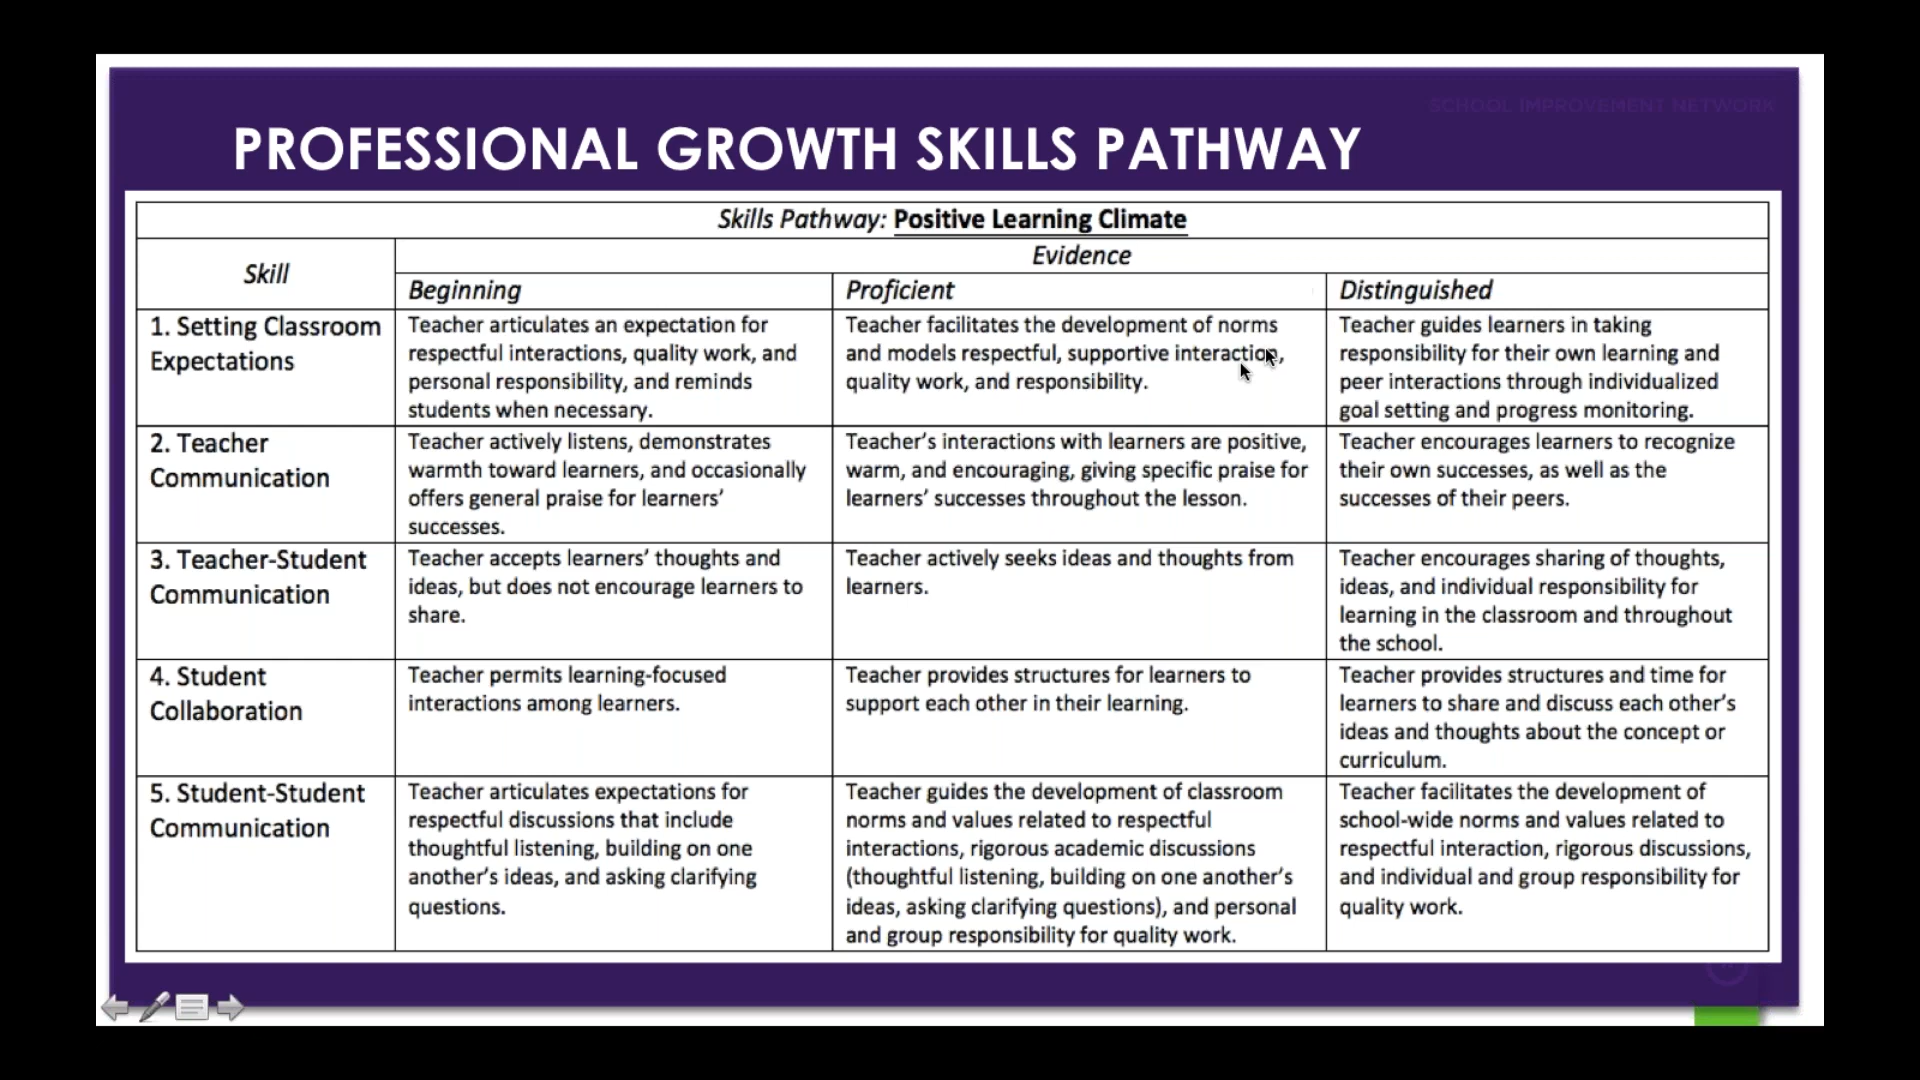 SCHOOL IMPROVEMENT NETWORK
PROFESSIONAL GROWTH SKILLS PATHWAY
Skills Pathway: Positive Learning Climate
Skill
Evidence
Beginning
Proficient
Distinguished
1. Setting Classroom
Expectations
Teacher articulates an expectation for
respectful interactions, quality work, and
personal responsibility, and reminds
students when necessary.
Teacher facilitates the development of norms
and models respectful, supportive interaction,
quality work, and responsibility.
Teacher guides learners in taking
responsibility for their own learning and
peer interactions through individualized
goal setting and progress monitoring.
2. Teacher
Communication
Teacher actively listens, demonstrates
warmth toward learners, and occasionally
offers general praise for learners’
successes.
Teacher’s interactions with learners are positive,
warm, and encouraging, giving specific praise for
learners’ successes throughout the lesson.
Teacher encourages learners to recognize
their own successes, as well as the
successes of their peers.
3. Teacher-Student
Communication
Teacher accepts learners’ thoughts and
ideas, but does not encourage learners to
share.
Teacher actively seeks ideas and thoughts from
learners.
Teacher encourages sharing of thoughts,
ideas, and individual responsibility for
learning in the classroom and throughout
the school.
4. Student
Collaboration
Teacher permits learning-focused
interactions among learners.
Teacher provides structures for learners to
support each other in their learning.
Teacher provides structures and time for
learners to share and discuss each other’s
ideas and thoughts about the concept or
curriculum.
5. Student-Student
Communication
Teacher articulates expectations for
respectful discussions that include
thoughtful listening, building on one
another’s ideas, and asking clarifying
questions.
Teacher guides the development of classroom
norms and values related to respectful
interactions, rigorous academic discussions
(thoughtful listening, building on one another’s
ideas, asking clarifying questions), and personal
and group responsibility for quality work.
Teacher facilitates the development of
school-wide norms and values related to
respectful interaction, rigorous discussions,
and individual and group responsibility for
quality work.